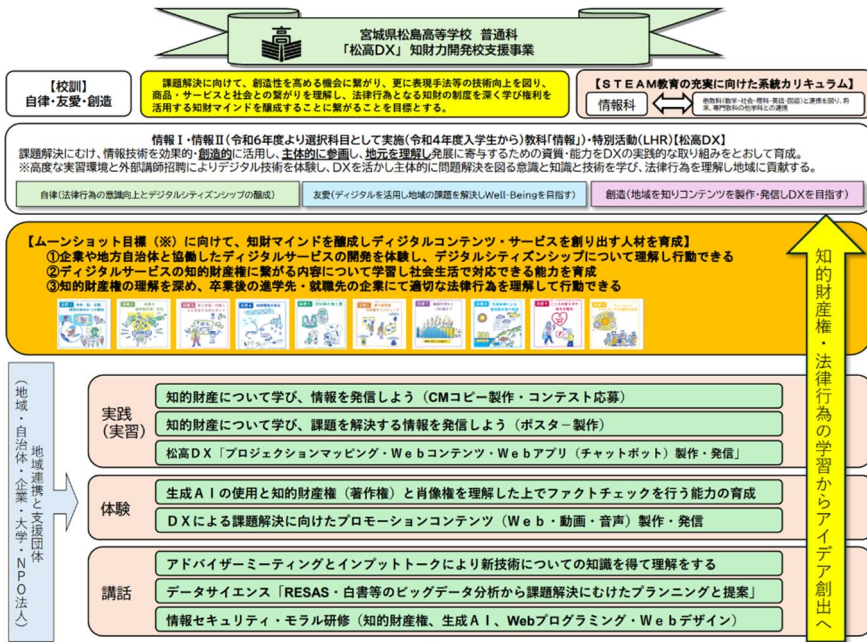 宮城県松島高等学校 普通科
「松高DX」 知財力開発校支援事業
【校訓】
自律・友愛・創造
課題解決に向けて、創造性を高める機会に繋がり、更に表現手法等の技術向上を図り、
商品・サービスと社会との繋がりを理解し、法律行為となる知財の制度を深く学び権利を
活用する知財マインドを醸成することに繋がることを目標とする。
【STEAM教育の充実に向けた系統カリキュラム】
情報科
他教科(数学・社会・理科・英語・国語)と連携を図り、将
来、専門教科の他学科との連携
情報Ⅰ・情報Ⅱ(令和6年度より選択科目として実施(令和4年度入学生から)教科「情報」)・特別活動(LHR)【松高DX】
課題解決にむけ、情報技術を効果的・創造的に活用し、主体的に参画し、地元を理解し発展に寄与するための資質・能力をDXの実践的な取り組みをとおして育成。
※高度な実習環境と外部講師招聘によりデジタル技術を体験し、DXを活かし主体的に問題解決を図る意識と知識と技術を学び、法律行為を理解し地域に貢献する。
自律(法律行為の意識向上とデジタルシティズンシップの醸成)
友愛(ディジタルを活用し地域の課題を解決しWell-Beingを目指す)
創造(地域を知りコンテンツを製作・発信しDXを目指す)
【ムーンショット目標(※)に向けて、知財マインドを醸成しディジタルコンテンツ・サービスを創り出す人材を育成】
①企業や地方自治体と協働したディジタルサービスの開発を体験し、デジタルシティズンシップについて理解し行動できる
②ディジタルサービスの知的財産権に繋がる内容について学習し社会生活で対応できる能力を育成
③知的財産権の理解を深め、卒業後の進学先・就職先の企業にて適切な法律行為を理解して行動できる
知的財産権・法律行為の学習からアイデア創出へ
地域連携と支援団体
(地域・自治体・企業・大学・NPO法人)
実践
(実習)
知的財産について学び、情報を発信しよう(CMコピー製作・コンテスト応募)
知的財産について学び、課題を解決する情報を発信しよう(ポスター製作)
松高DX「プロジェクションマッピング・Webコンテンツ・Webアプリ(チャットボット)製作・発信」
体験
生成AIの使用と知的財産権(著作権)と肖像権を理解した上でファクトチェックを行う能力の育成
DXによる課題解決に向けたプロモーションコンテンツ(Web・動画・音声)製作・発信
講話
アドバイザーミーティングとインプットトークにより新技術についての知識を得て理解をする
データサイエンス「RESAS・白書等のビッグデータ分析から課題解決にむけたプランニングと提案」
情報セキュリティ・モラル研修(知的財産権、生成AI、Webプログラミング・Webデザイン)